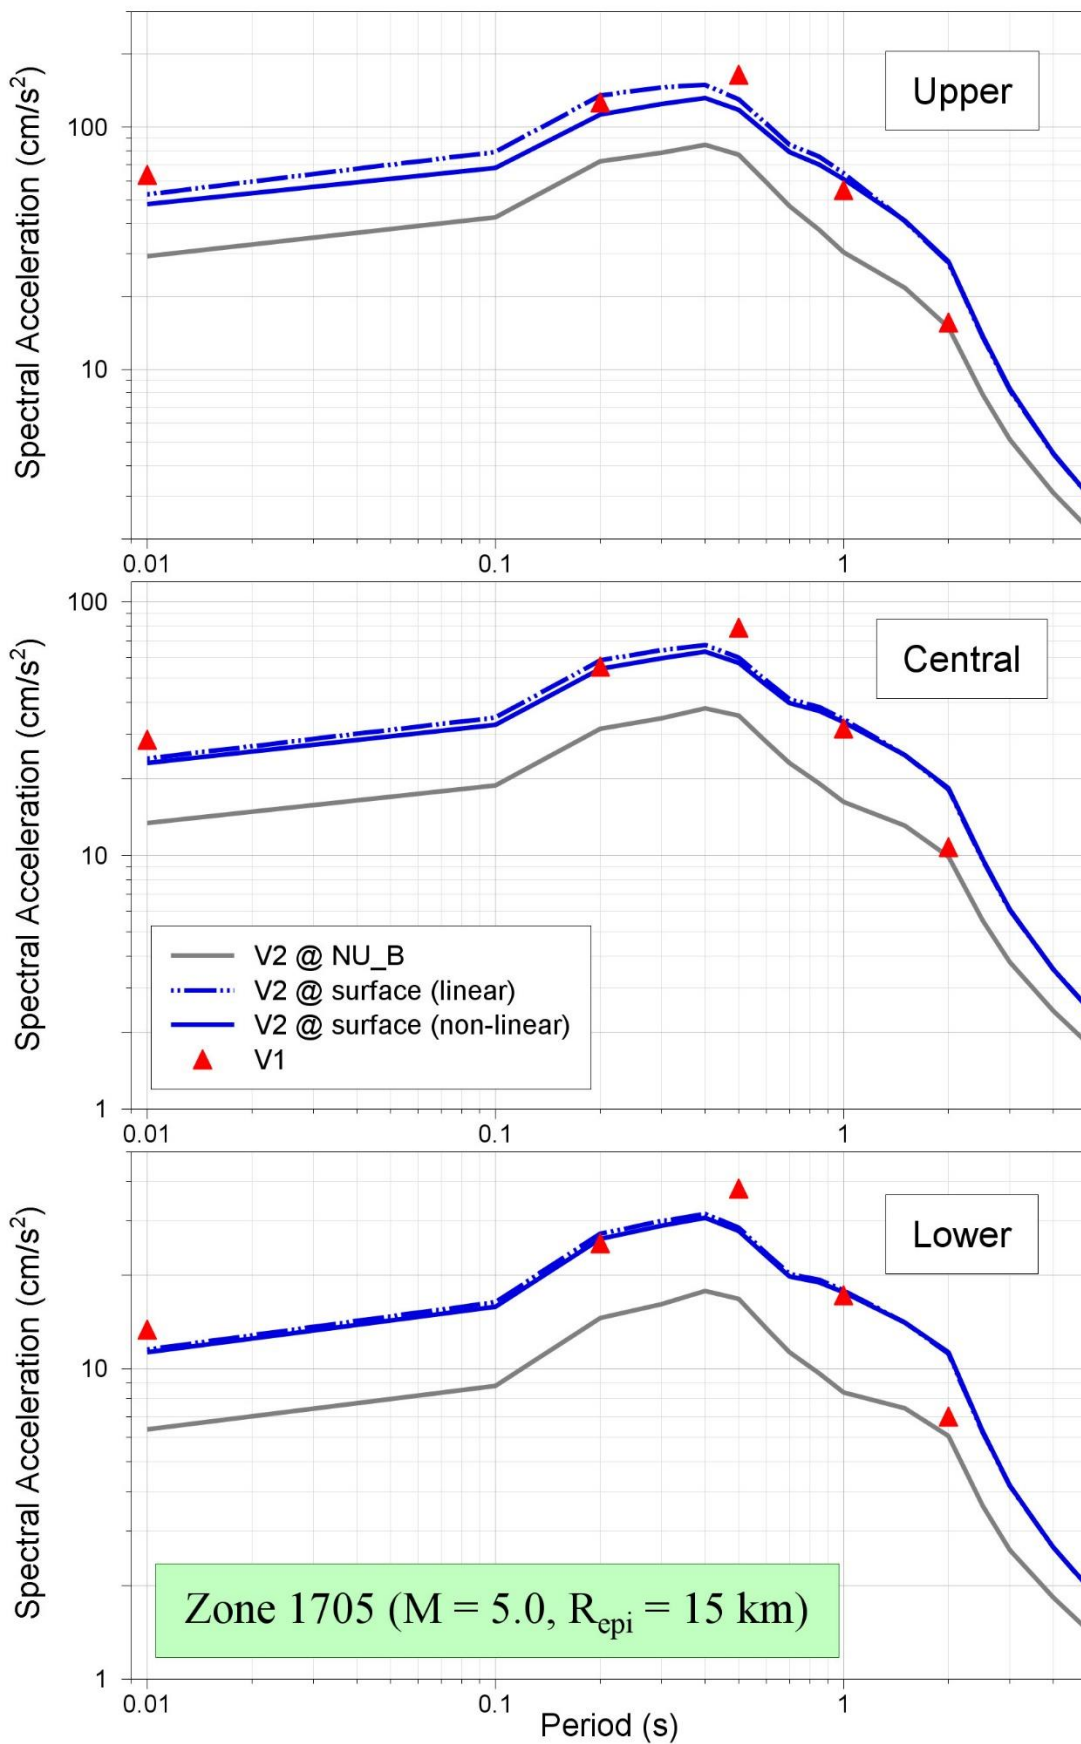 Spectral Acceleration (cm/s²)
100
10
0.01 0.1 1
Upper
Spectral Acceleration (cm/s²)
100
10
1
0.01 0.1 1
Central
V2 @ NU_B
V2 @ surface (linear)
V2 @ surface (non-linear)
V1
Spectral Acceleration (cm/s²)
10
1
0.01 0.1 1
Lower
Zone 1705 (M = 5.0, Repi = 15 km)
Period (s)